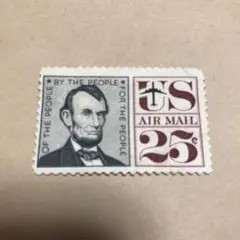 OF THE PEOPLE
BY THE PEOPLE
FOR THE PEOPLE
US
AIR MAIL
25¢